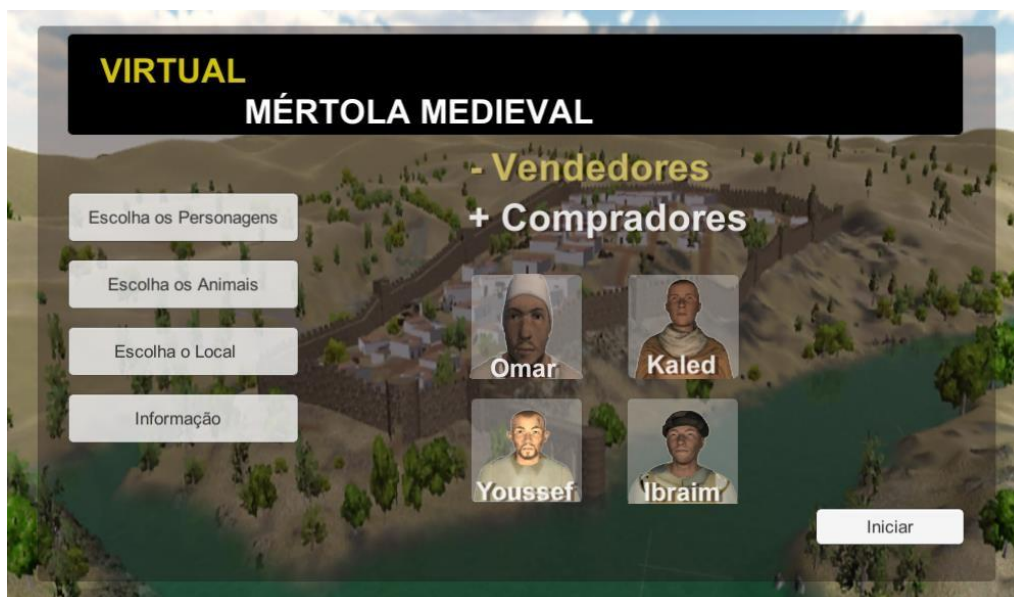 VIRTUAL
MÉRTOLA MEDIEVAL
- Vendedores
+ Compradores
Escolha os Personagens
Escolha os Animais
Escolha o Local
Informação
Omar
Kaled
Youssef
Ibraim
Iniciar